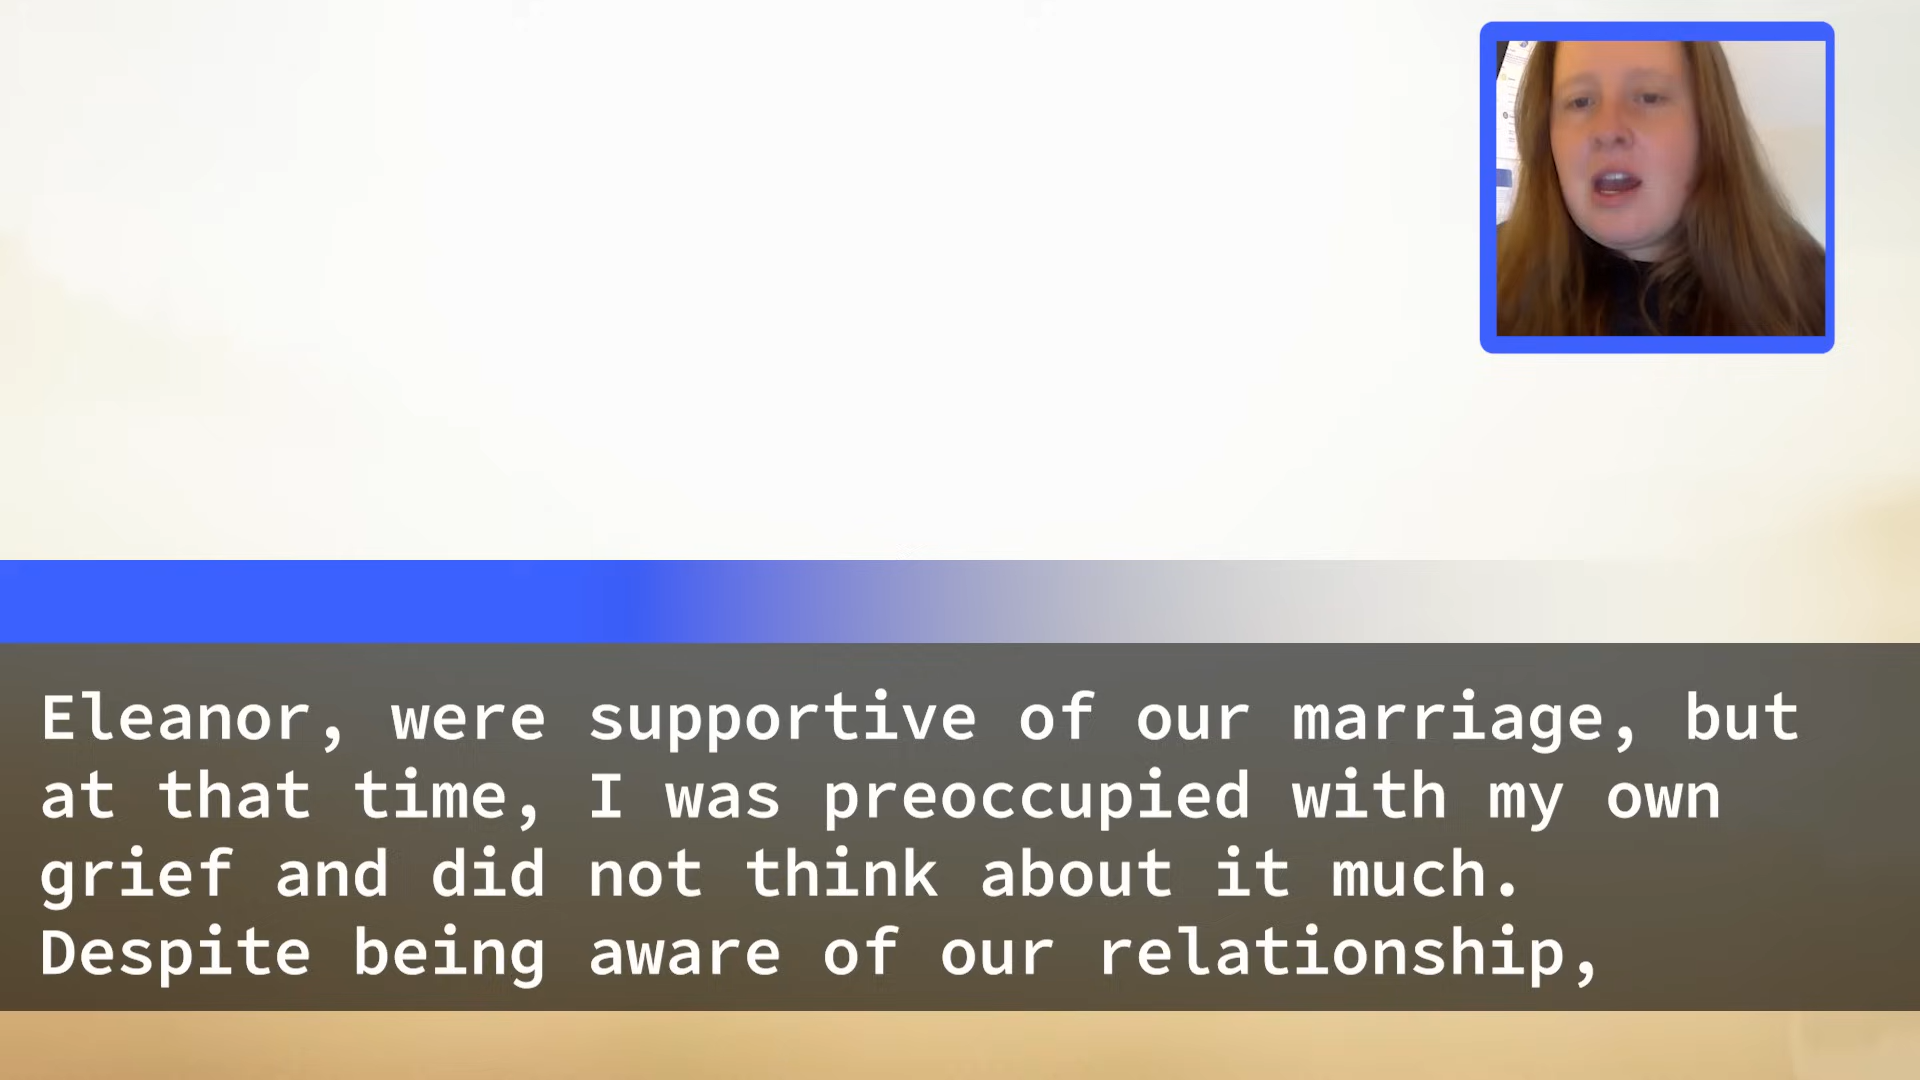 Eleanor, were supportive of our marriage, but
at that time, I was preoccupied with my own
grief and did not think about it much.
Despite being aware of our relationship,